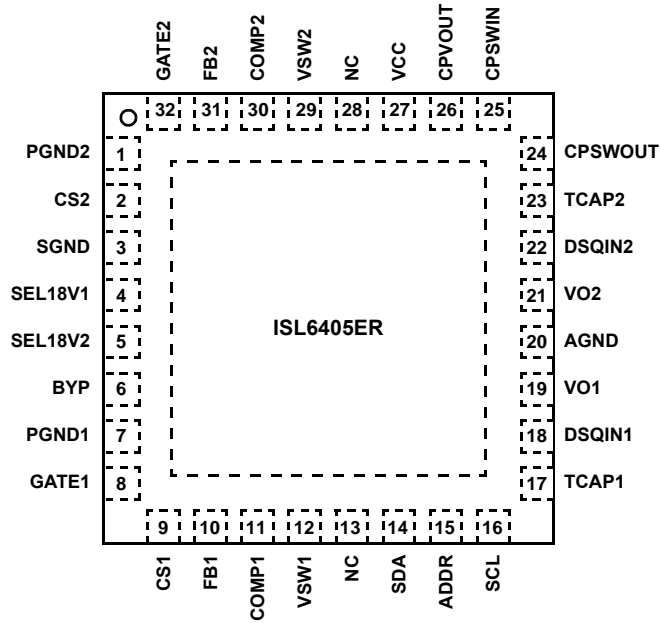 GATE2
FB2
COMP2
VSW2
NC
VCC
CPVOUT
CPSWIN
32 31 30 29 28 27 26 25
PGND2 1
CS2 2
SGND 3
SEL18V1 4
SEL18V2 5
BYP 6
PGND1 7
GATE1 8
ISL6405ER
24 CPSWOUT
23 TCAP2
22 DSQIN2
21 VO2
20 AGND
19 VO1
18 DSQIN1
17 TCAP1
9 10 11 12 13 14 15 16
CS1
FB1
COMP1
VSW1
NC
SDA
ADDR
SCL